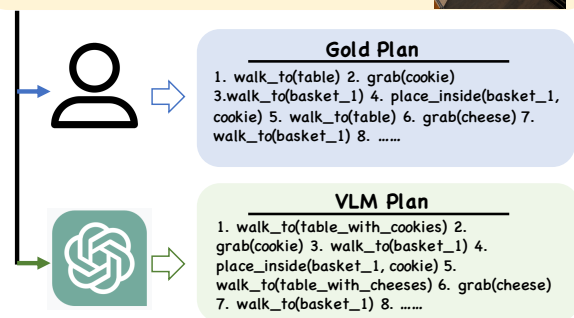 Gold Plan
1. walk_to(table) 2. grab(cookie)
3.walk_to(basket_1) 4. place_inside(basket_1,
cookie) 5. walk_to(table) 6. grab(cheese) 7.
walk_to(basket_1) 8. ……
VLM Plan
1. walk_to(table_with_cookies) 2.
grab(cookie) 3. walk_to(basket_1) 4.
place_inside(basket_1, cookie) 5.
walk_to(table_with_cheeses) 6. grab(cheese)
7. walk_to(basket_1) 8. ……